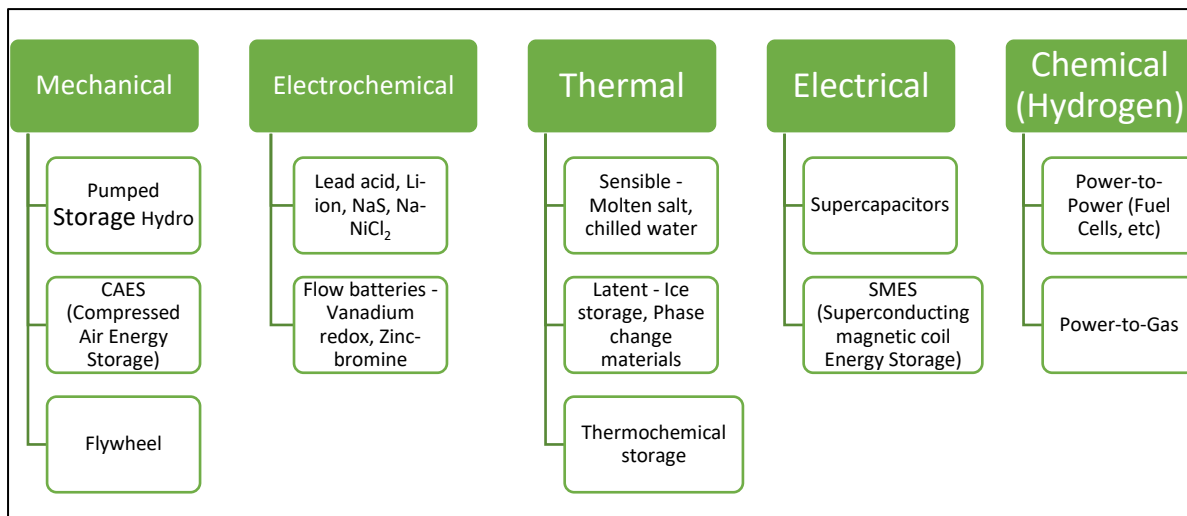 Mechanical
Pumped
Storage Hydro
CAES
(Compressed
Air Energy
Storage)
Flywheel
Electrochemical
Lead acid, Li-
ion, NaS, Na-
NiCl₂
Flow batteries -
Vanadium
redox, Zinc-
bromine
Thermal
Sensible -
Molten salt,
chilled water
Latent - Ice
storage, Phase
change
materials
Thermochemical
storage
Electrical
Supercapacitors
SMES
(Superconducting
magnetic coil
Energy Storage)
Chemical
(Hydrogen)
Power-to-
Power (Fuel
Cells, etc)
Power-to-Gas